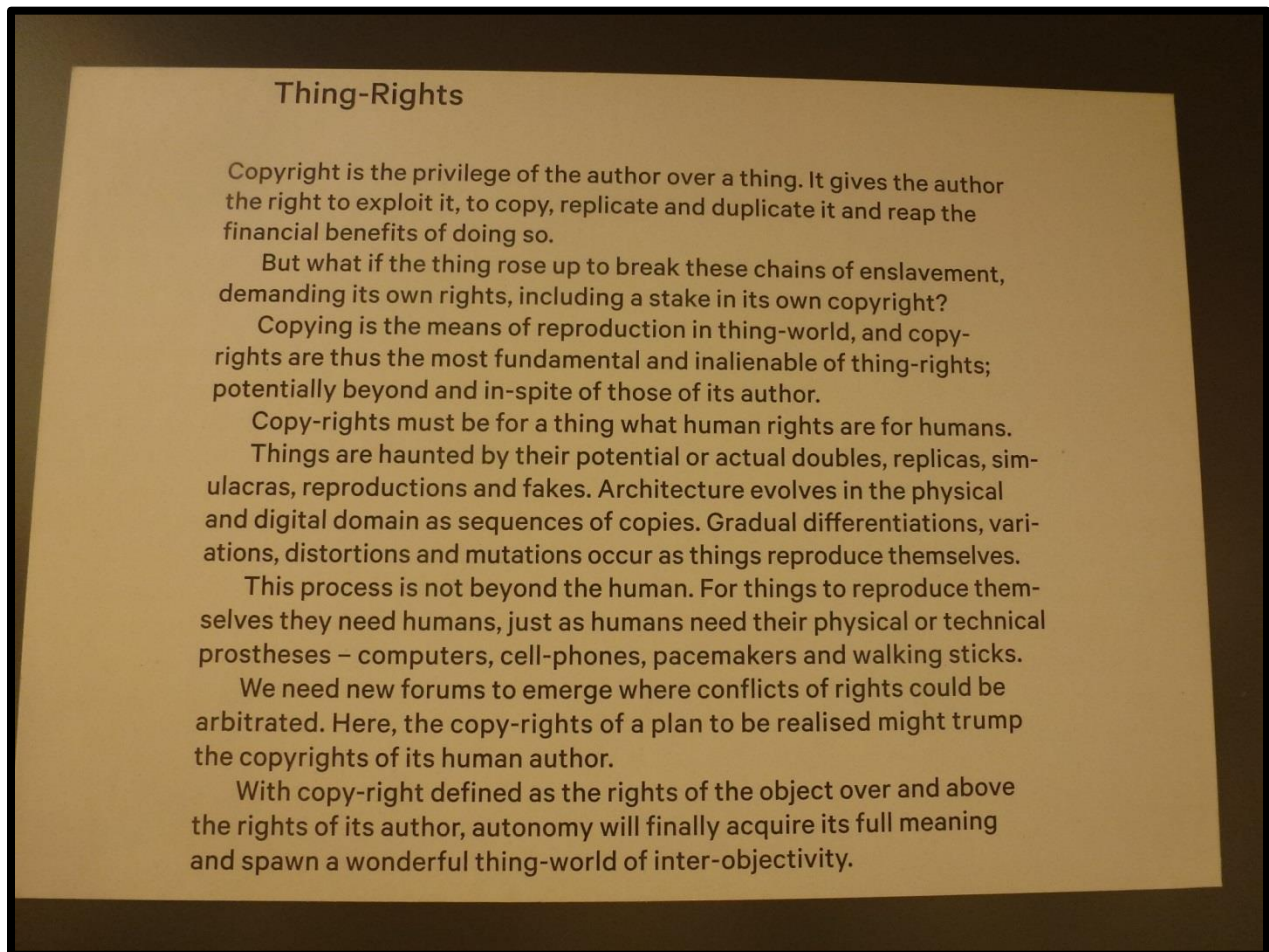 Thing-Rights
Copyright is the privilege of the author over a thing. It gives the author
the right to exploit it, to copy, replicate and duplicate it and reap the
financial benefits of doing so.
But what if the thing rose up to break these chains of enslavement,
demanding its own rights, including a stake in its own copyright?
Copying is the means of reproduction in thing-world, and copy-
rights are thus the most fundamental and inalienable of thing-rights;
potentially beyond and in-spite of those of its author.
Copy-rights must be for a thing what human rights are for humans.
Things are haunted by their potential or actual doubles, replicas, sim-
ulacras, reproductions and fakes. Architecture evolves in the physical
and digital domain as sequences of copies. Gradual differentiations, vari-
ations, distortions and mutations occur as things reproduce themselves.
This process is not beyond the human. For things to reproduce them-
selves they need humans, just as humans need their physical or technical
prostheses – computers, cell-phones, pacemakers and walking sticks.
We need new forums to emerge where conflicts of rights could be
arbitrated. Here, the copy-rights of a plan to be realised might trump
the copyrights of its human author.
With copy-right defined as the rights of the object over and above
the rights of its author, autonomy will finally acquire its full meaning
and spawn a wonderful thing-world of inter-objectivity.